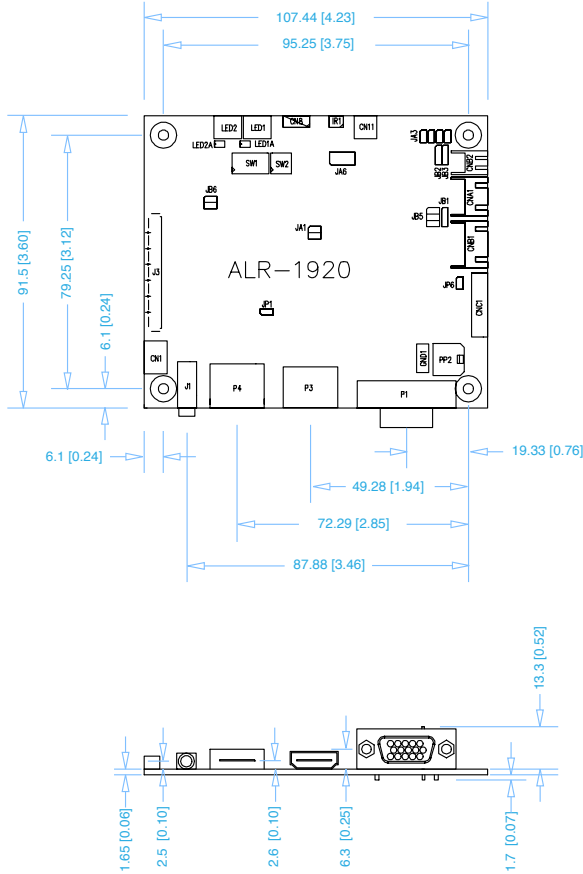 107.44 [4.23]
95.25 [3.75]
LED2
LED1
CN8
IR1
CN11
LED2A
LED1A
SW1
SW2
JA6
JA3
JB2
JB3
CNB2
JB6
JB1
JB5
CNA1
JA1
CNB1
91.5 [3.60]
79.25 [3.12]
6.1 [0.24]
J3
ALR-1920
JP6
CNC1
JP1
CN1
GND1
PP2
J1
P4
P3
P1
6.1 [0.24]
19.33 [0.76]
49.28 [1.94]
72.29 [2.85]
87.88 [3.46]
13.3 [0.52]
1.65 [0.06]
2.5 [0.10]
2.6 [0.10]
6.3 [0.25]
1.7 [0.07]